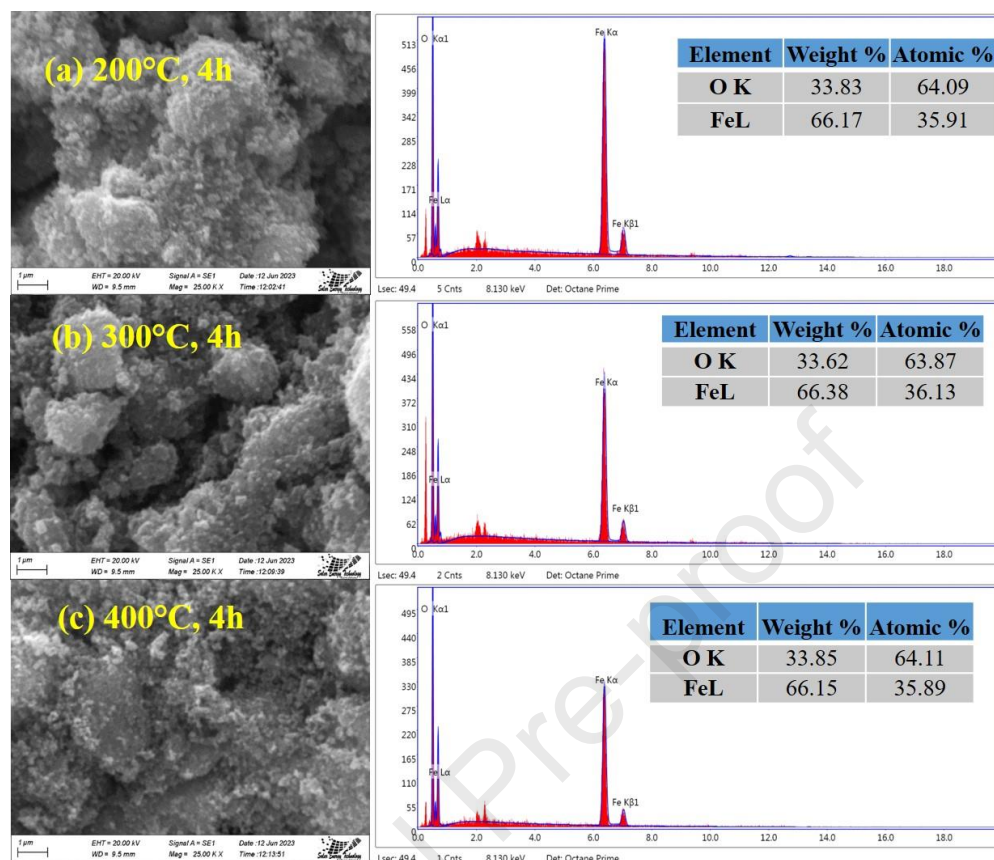 (a) 200°C, 4h
1 µm
EHT = 20.00 kV Signal A = SE1 Date :12 Jun 2023
WD = 9.5 mm Mag = 25.00 K X Time :12:02:41
O Kα1
Fe Lα
Fe Kα
Fe Kβ1
513
456
399
342
285
228
171
114
57
0
0.0 2.0 4.0 6.0 8.0 10.0 12.0 14.0 16.0 18.0
Lsec: 49.4 5 Cnts 8.130 keV Det: Octane Prime
Element Weight % Atomic %
O K 33.83 64.09
FeL 66.17 35.91
(b) 300°C, 4h
1 µm
EHT = 20.00 kV Signal A = SE1 Date :12 Jun 2023
WD = 9.5 mm Mag = 25.00 K X Time :12:09:39
O Kα1
Fe Lα
Fe Kα
Fe Kβ1
558
496
434
372
310
248
186
124
62
0
0.0 2.0 4.0 6.0 8.0 10.0 12.0 14.0 16.0 18.0
Lsec: 49.4 2 Cnts 8.130 keV Det: Octane Prime
Element Weight % Atomic %
O K 33.62 63.87
FeL 66.38 36.13
(c) 400°C, 4h
1 µm
EHT = 20.00 kV Signal A = SE1 Date :12 Jun 2023
WD = 9.5 mm Mag = 25.00 K X Time :12:13:51
O Kα1
Fe Lα
Fe Kα
Fe Kβ1
495
440
385
330
275
220
165
110
55
0
0.0 2.0 4.0 6.0 8.0 10.0 12.0 14.0 16.0 18.0
Lsec: 49.4 1 Cnts 8.130 keV Det: Octane Prime
Element Weight % Atomic %
O K 33.85 64.11
FeL 66.15 35.89
Pre-proof